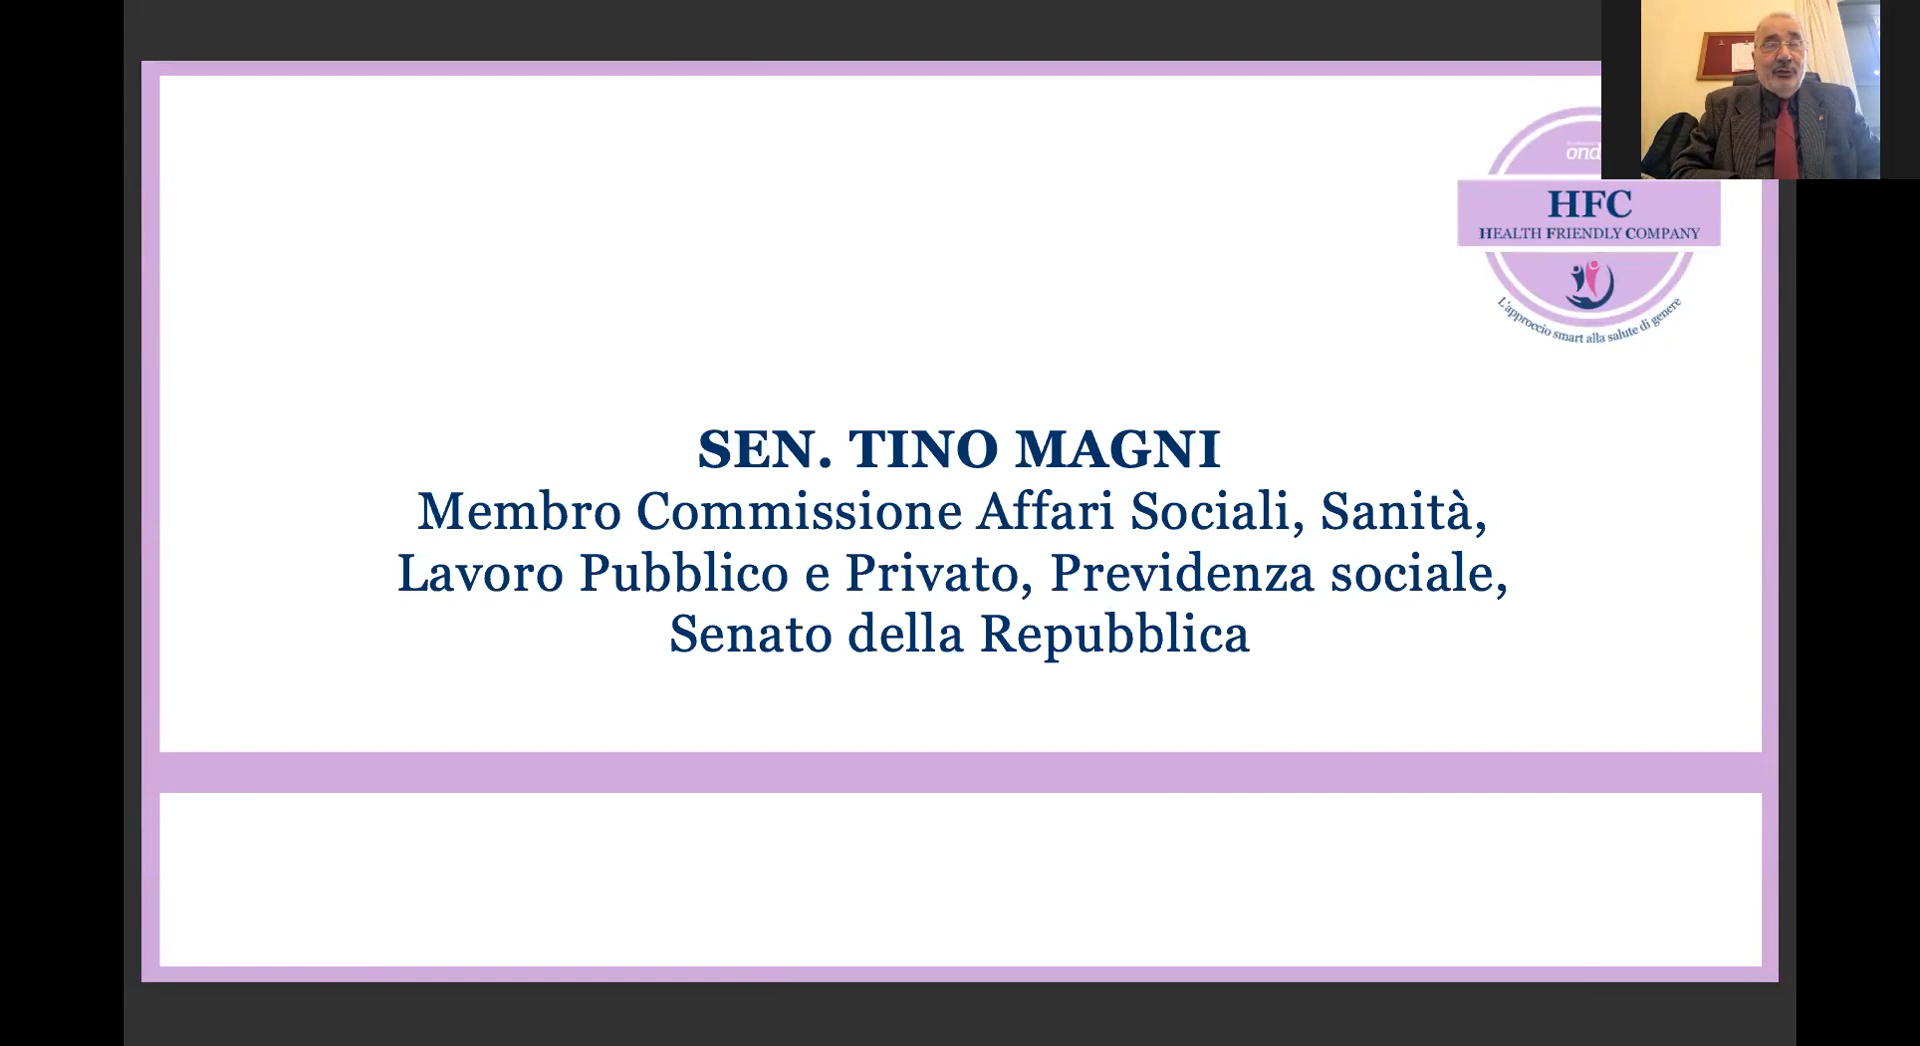 HFC
HEALTH FRIENDLY COMPANY
L'approccio smart alla salute di genere
SEN. TINO MAGNI
Membro Commissione Affari Sociali, Sanità,
Lavoro Pubblico e Privato, Previdenza sociale,
Senato della Repubblica